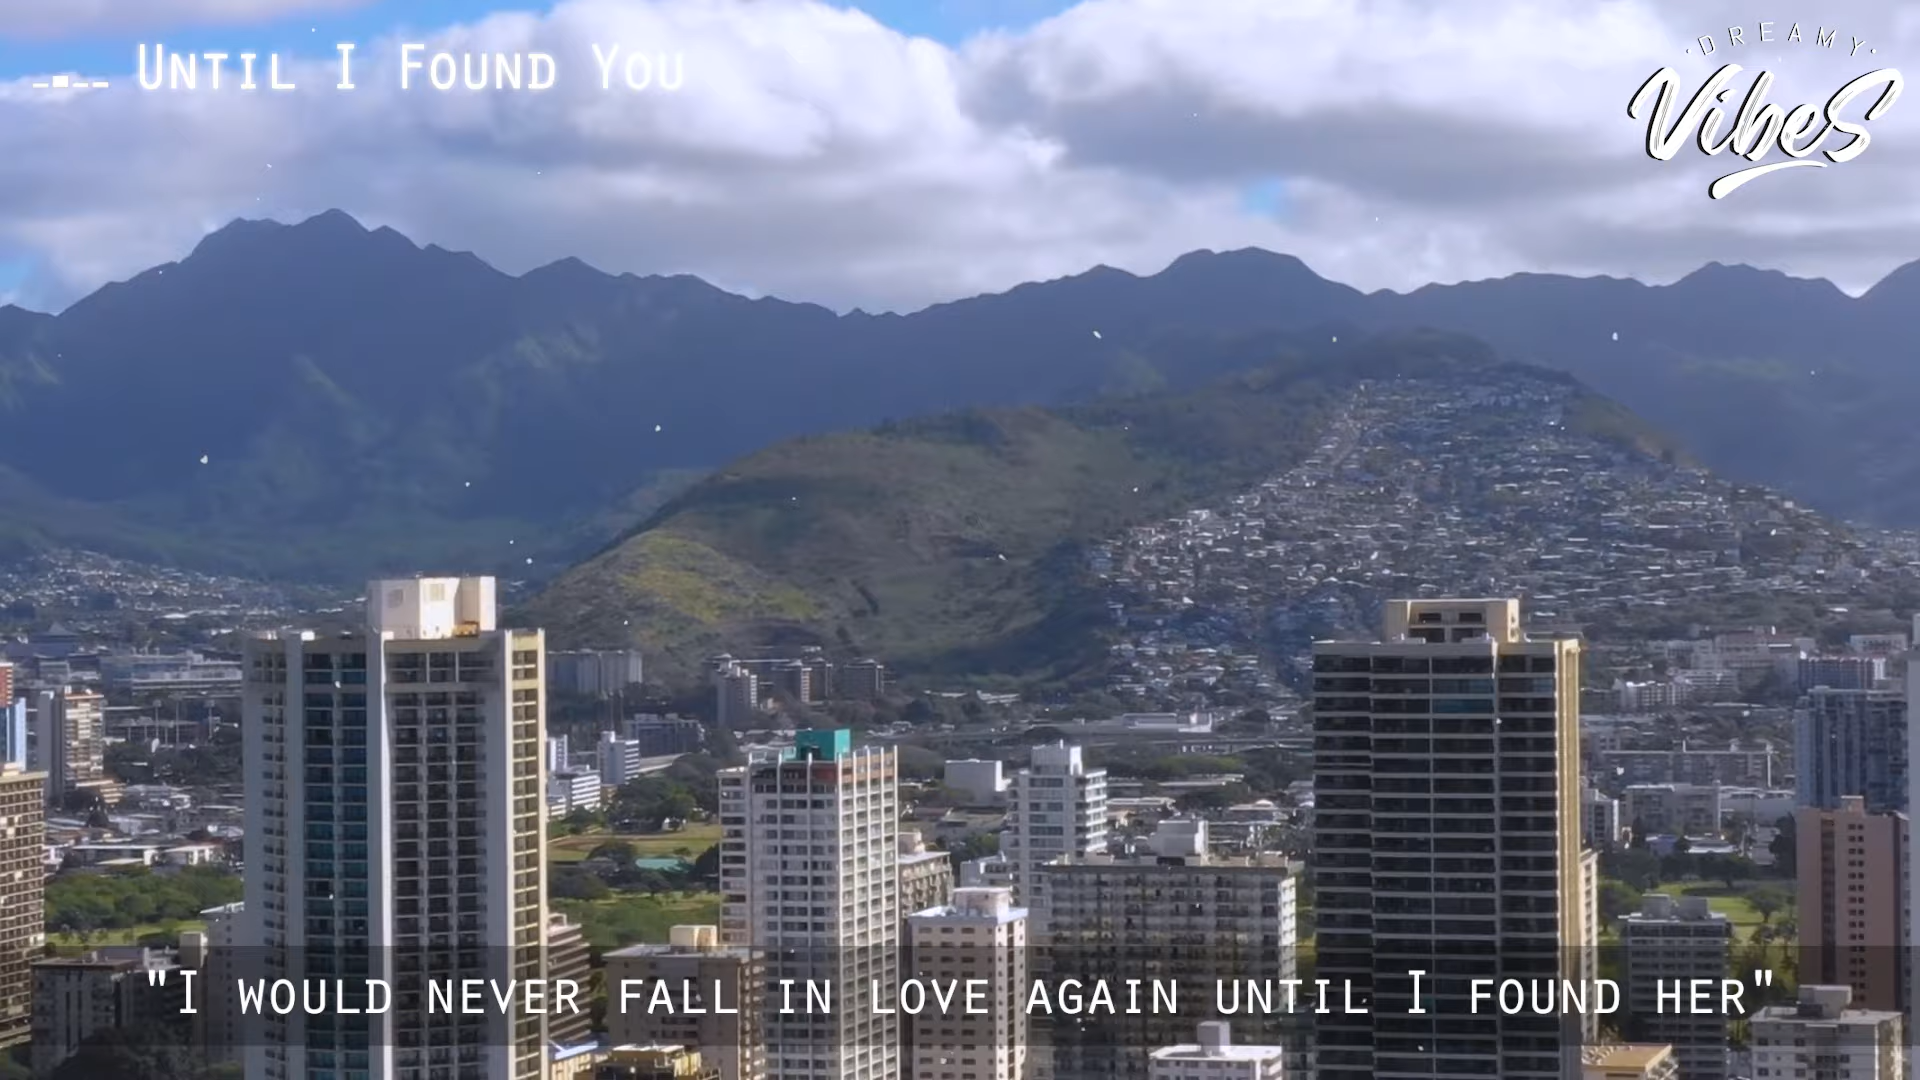 Until I Found You
DREAMY
Vibes
"I would never fall in love again until I found her"